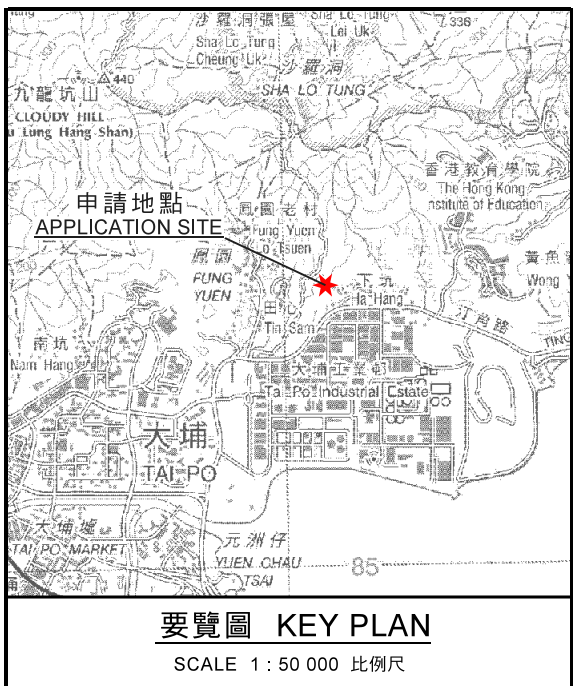 沙羅洞張屋
Sha Lo Tung
Cheung Uk
Sha Lo Tung
Lei Uk
336
沙羅洞
SHA LO TUNG
440
九龍坑山
CLOUDY HILL
Lung Hang Shan)
香港教育學院
The Hong Kong
Institute of Education
申請地點
APPLICATION SITE
鳳園老村
Fung Yuen
Lo Tsuen
鳳園
FUNG
YUEN
黃魚
Wong
下坑
Ha Hang
田心
Tin Sam
汀角路
TING
南坑
Nam Hang
大埔工業邨
Tai Po Industrial Estate
大埔
TAI PO
大埔墟
TAI PO MARKET
元洲仔
YUEN CHAU
TSAI
85
要覽圖 KEY PLAN
SCALE 1 : 50 000 比例尺